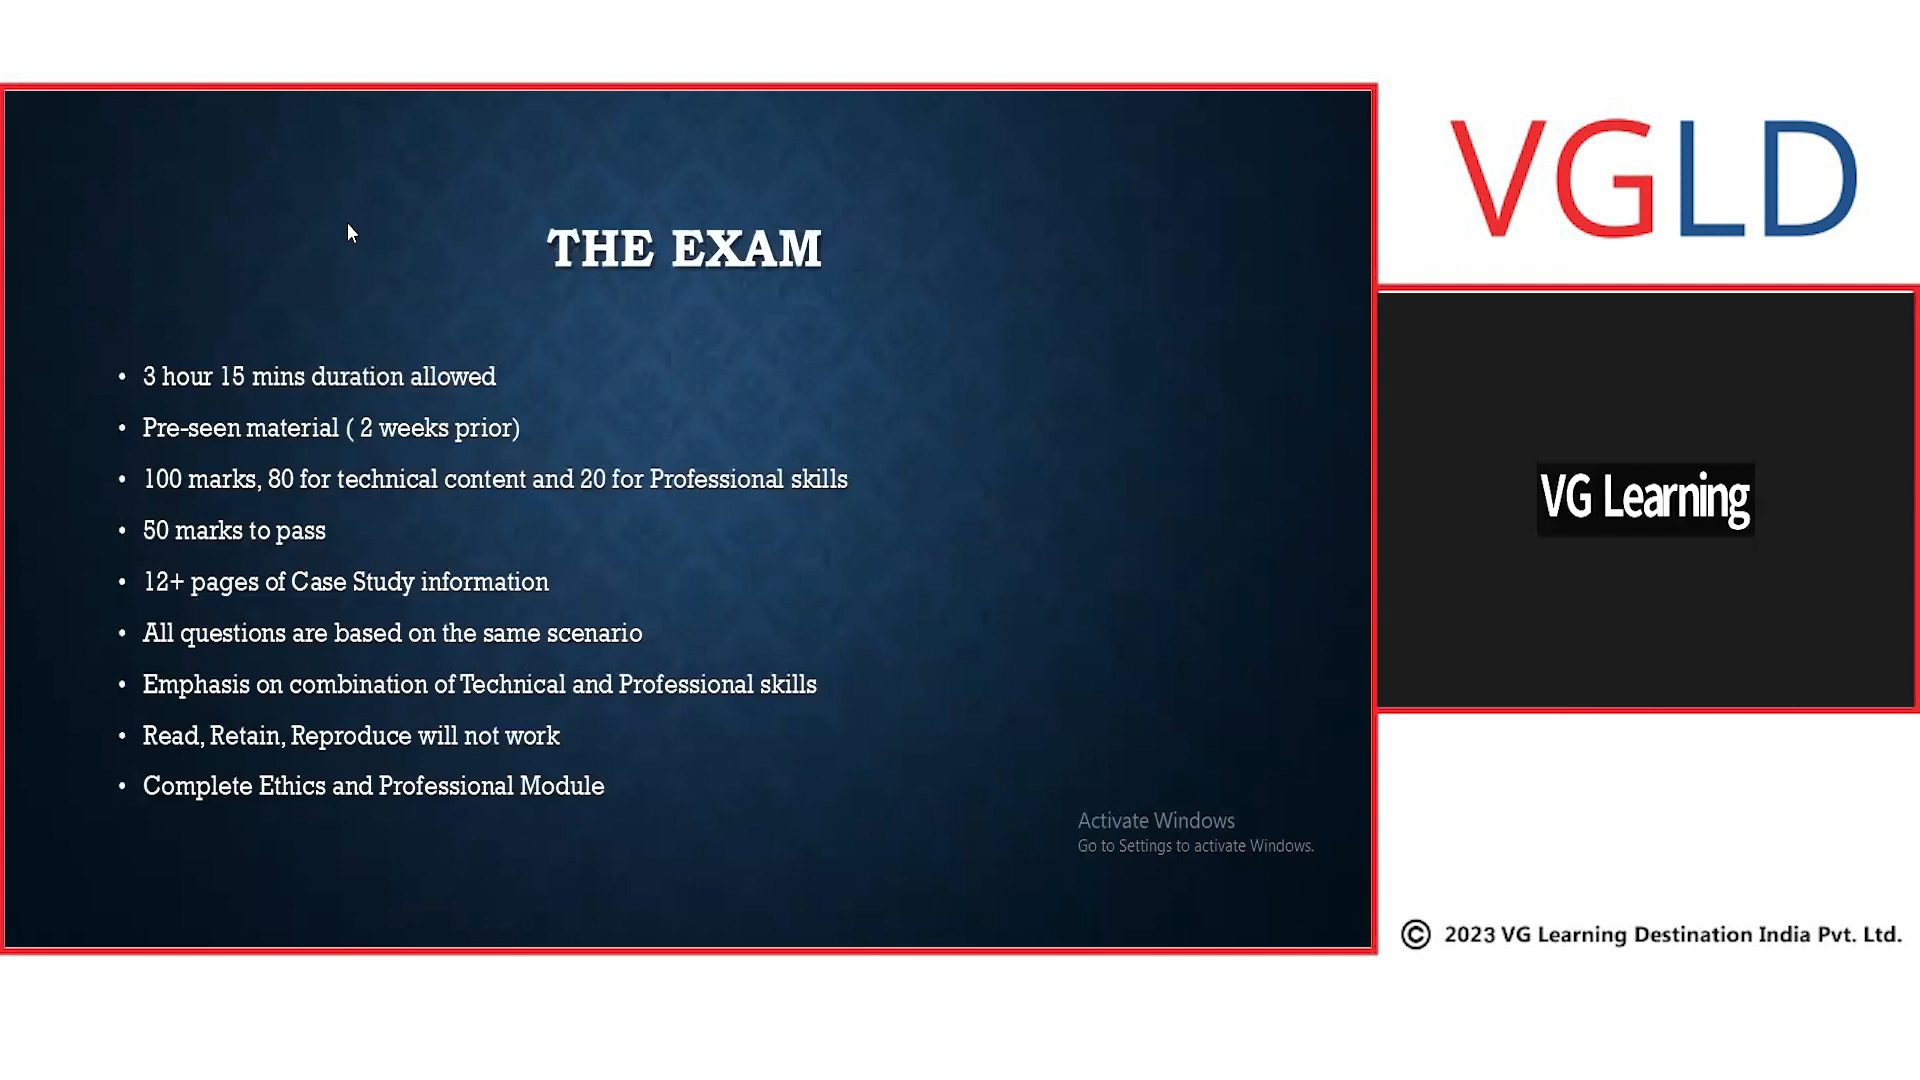 THE EXAM
• 3 hour 15 mins duration allowed
• Pre-seen material ( 2 weeks prior)
• 100 marks, 80 for technical content and 20 for Professional skills
• 50 marks to pass
• 12+ pages of Case Study information
• All questions are based on the same scenario
• Emphasis on combination of Technical and Professional skills
• Read, Retain, Reproduce will not work
• Complete Ethics and Professional Module
Activate Windows
Go to Settings to activate Windows.
VGLD
VG Learning
© 2023 VG Learning Destination India Pvt. Ltd.